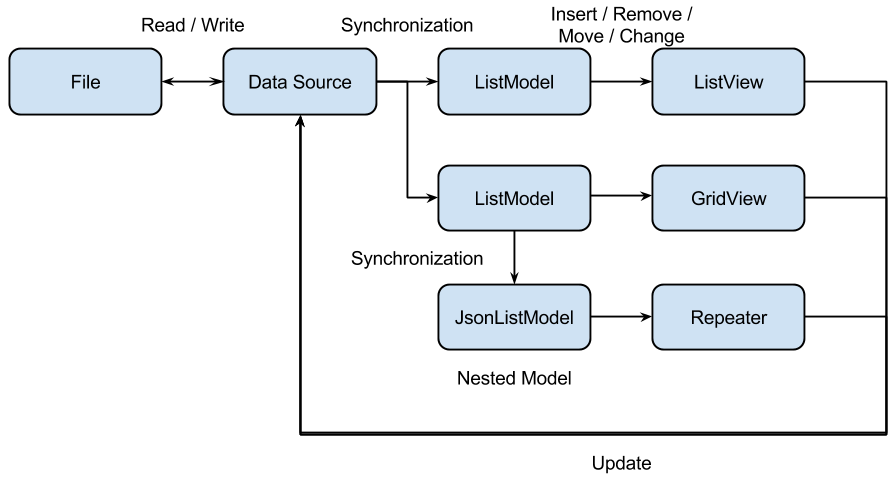 Read / Write
Synchronization
Insert / Remove /
Move / Change
File
Data Source
ListModel
ListView
ListModel
GridView
Synchronization
JsonListModel
Repeater
Nested Model
Update